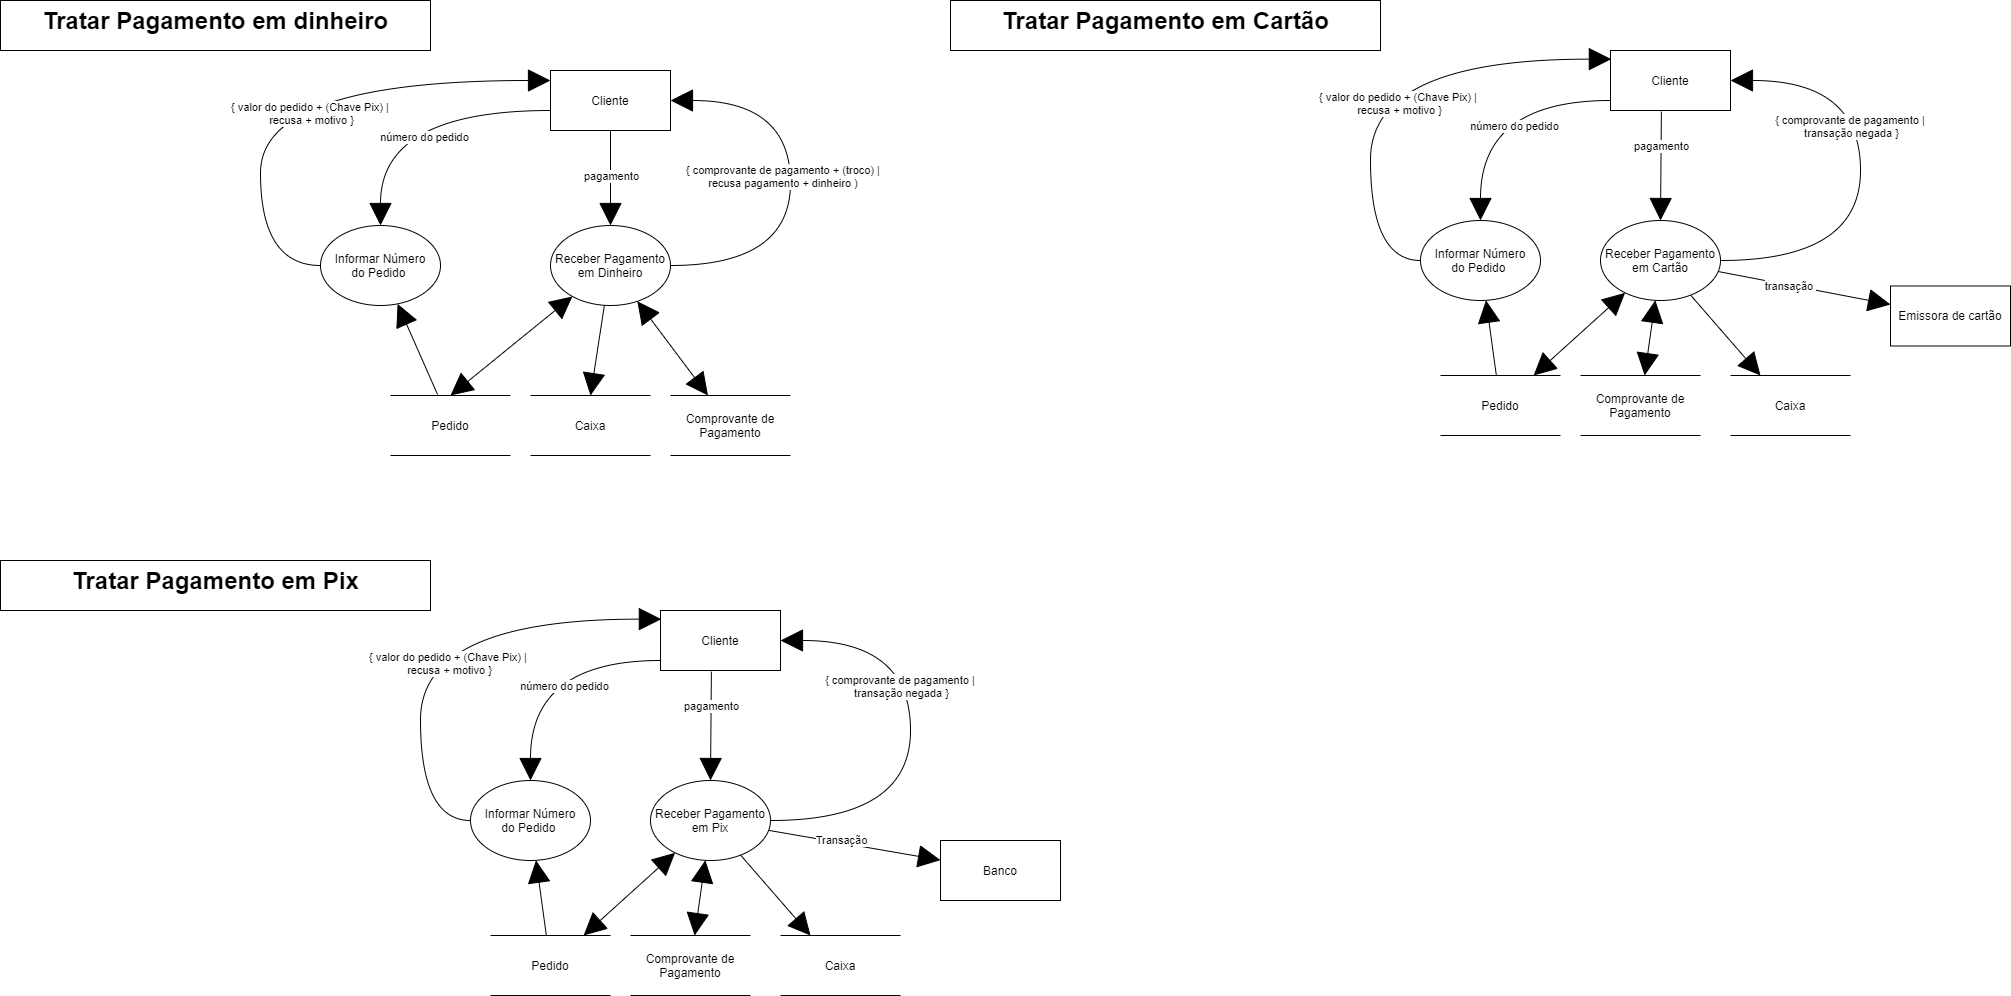 Tratar Pagamento em dinheiro
Cliente
{ valor do pedido + (Chave Pix) |
recusa + motivo }
número do pedido
pagamento
{ comprovante de pagamento + (troco) |
recusa pagamento + dinheiro )
Informar Número
do Pedido
Receber Pagamento
em Dinheiro
Pedido
Caixa
Comprovante de
Pagamento
Tratar Pagamento em Cartão
Cliente
{ valor do pedido + (Chave Pix) |
recusa + motivo }
número do pedido
pagamento
{ comprovante de pagamento |
transação negada }
Informar Número
do Pedido
Receber Pagamento
em Cartão
transação
Emissora de cartão
Pedido
Comprovante de
Pagamento
Caixa
Tratar Pagamento em Pix
Cliente
{ valor do pedido + (Chave Pix) |
recusa + motivo }
número do pedido
pagamento
{ comprovante de pagamento |
transação negada }
Informar Número
do Pedido
Receber Pagamento
em Pix
Transação
Banco
Pedido
Comprovante de
Pagamento
Caixa